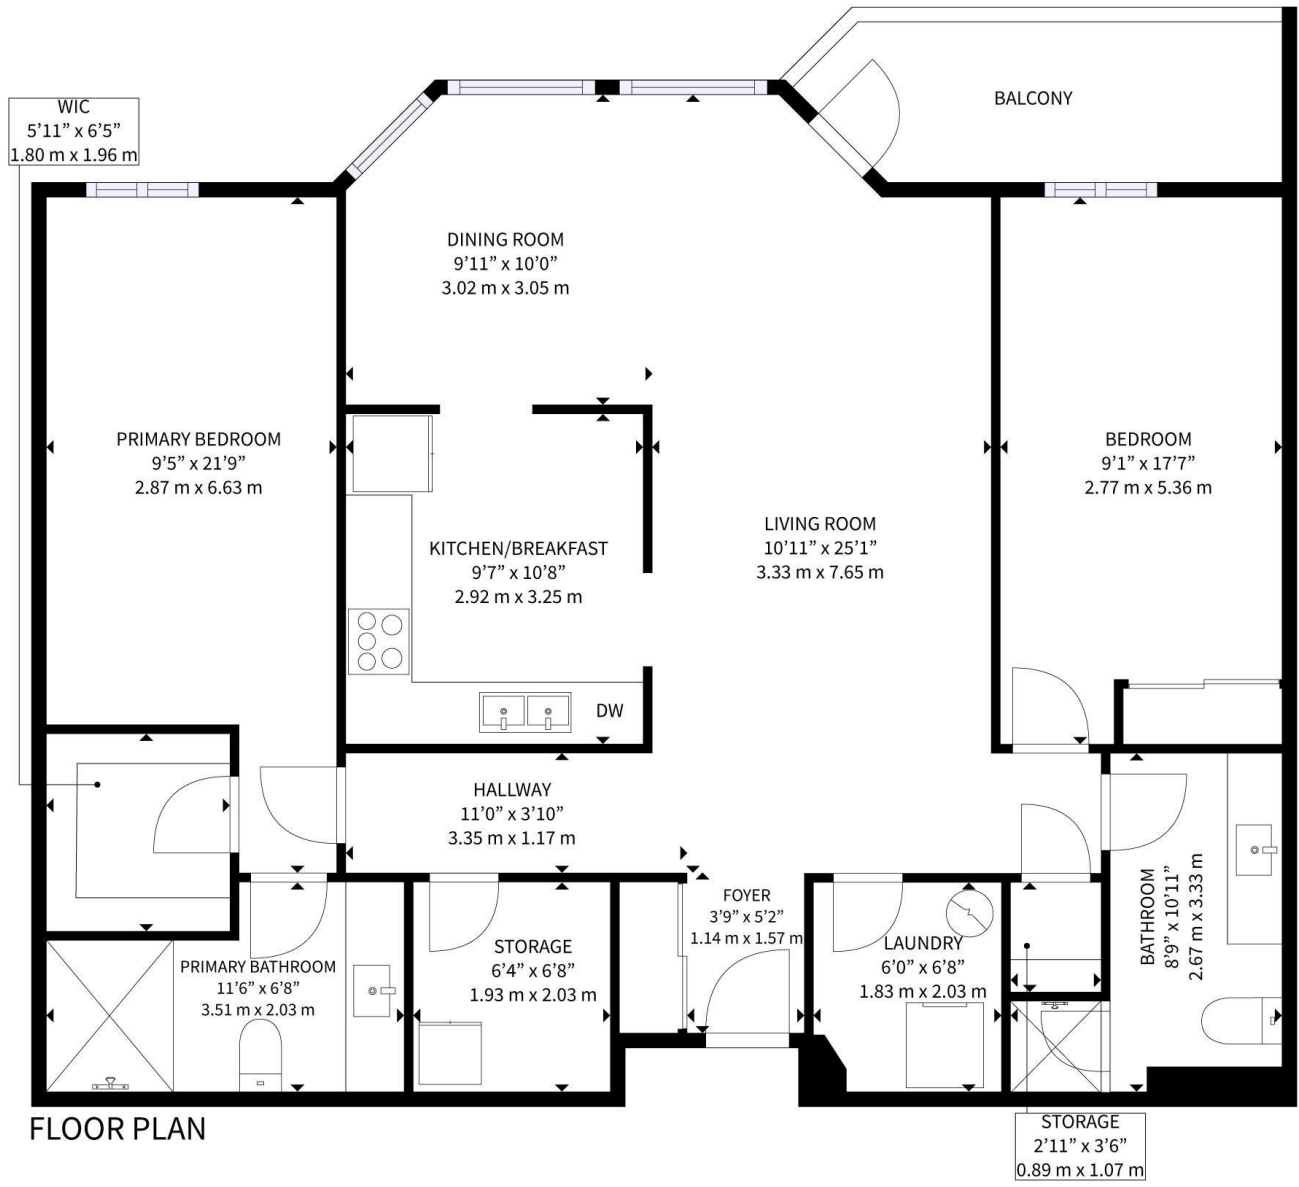 WIC
5'11” x 6'5”
1.80 m x 1.96 m
BALCONY
DINING ROOM
9'11” x 10'0”
3.02 m x 3.05 m
PRIMARY BEDROOM
9'5” x 21'9”
2.87 m x 6.63 m
BEDROOM
9'1” x 17'7”
2.77 m x 5.36 m
LIVING ROOM
10'11” x 25'1”
3.33 m x 7.65 m
KITCHEN/BREAKFAST
9'7” x 10'8”
2.92 m x 3.25 m
DW
HALLWAY
11'0” x 3'10”
3.35 m x 1.17 m
FOYER
3'9” x 5'2”
1.14 m x 1.57 m
BATHROOM
8'9” x 10'11”
2.67 m x 3.33 m
STORAGE
6'4” x 6'8”
1.93 m x 2.03 m
LAUNDRY
6'0” x 6'8”
1.83 m x 2.03 m
PRIMARY BATHROOM
11'6” x 6'8”
3.51 m x 2.03 m
FLOOR PLAN
STORAGE
2'11” x 3'6”
0.89 m x 1.07 m